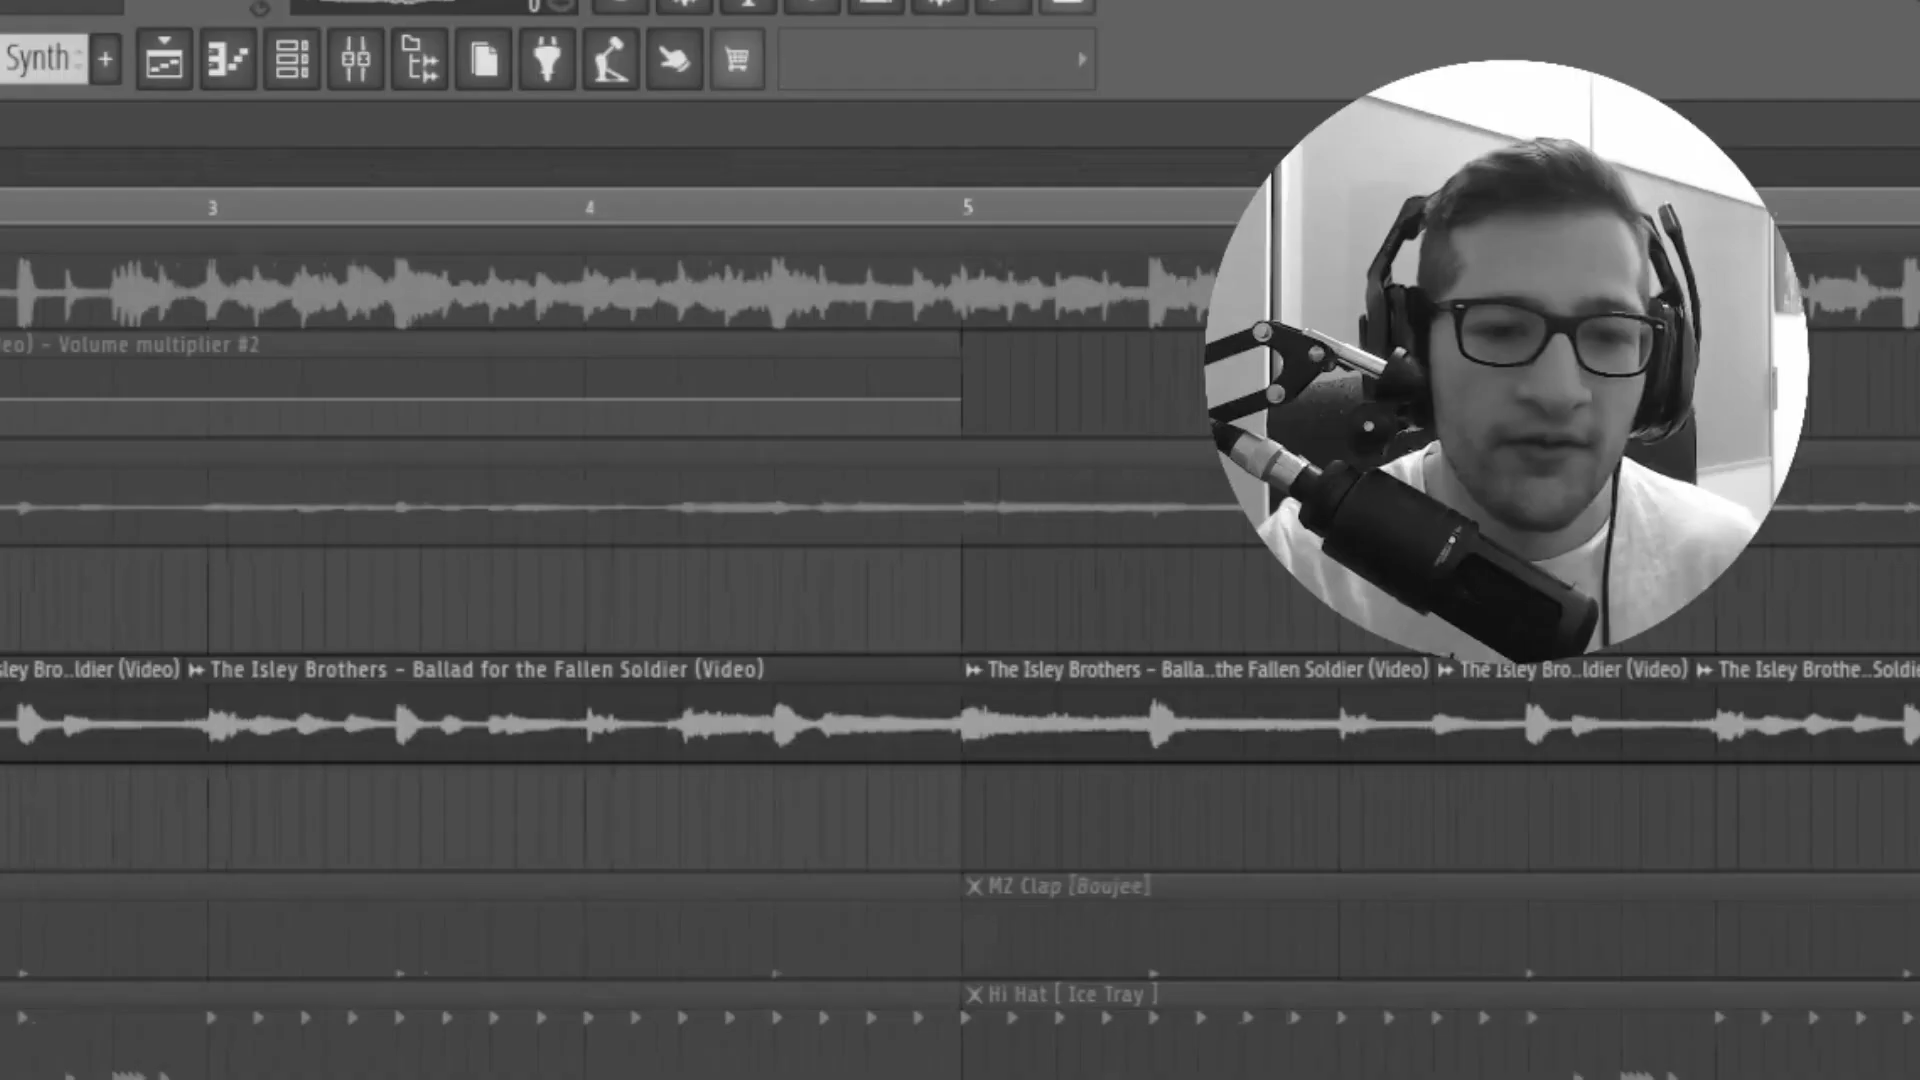 Synth
3 4 5
eo) - Volume multiplier #2
sley Bro...ldier (Video) The Isley Brothers - Ballad for the Fallen Soldier (Video) The Isley Brothers - Balla...the Fallen Soldier (Video) The Isley Bro...ldier (Video) The Isley Brothe...Soldie
MZ Clap [Boujee]
Hi Hat [ Ice Tray ]